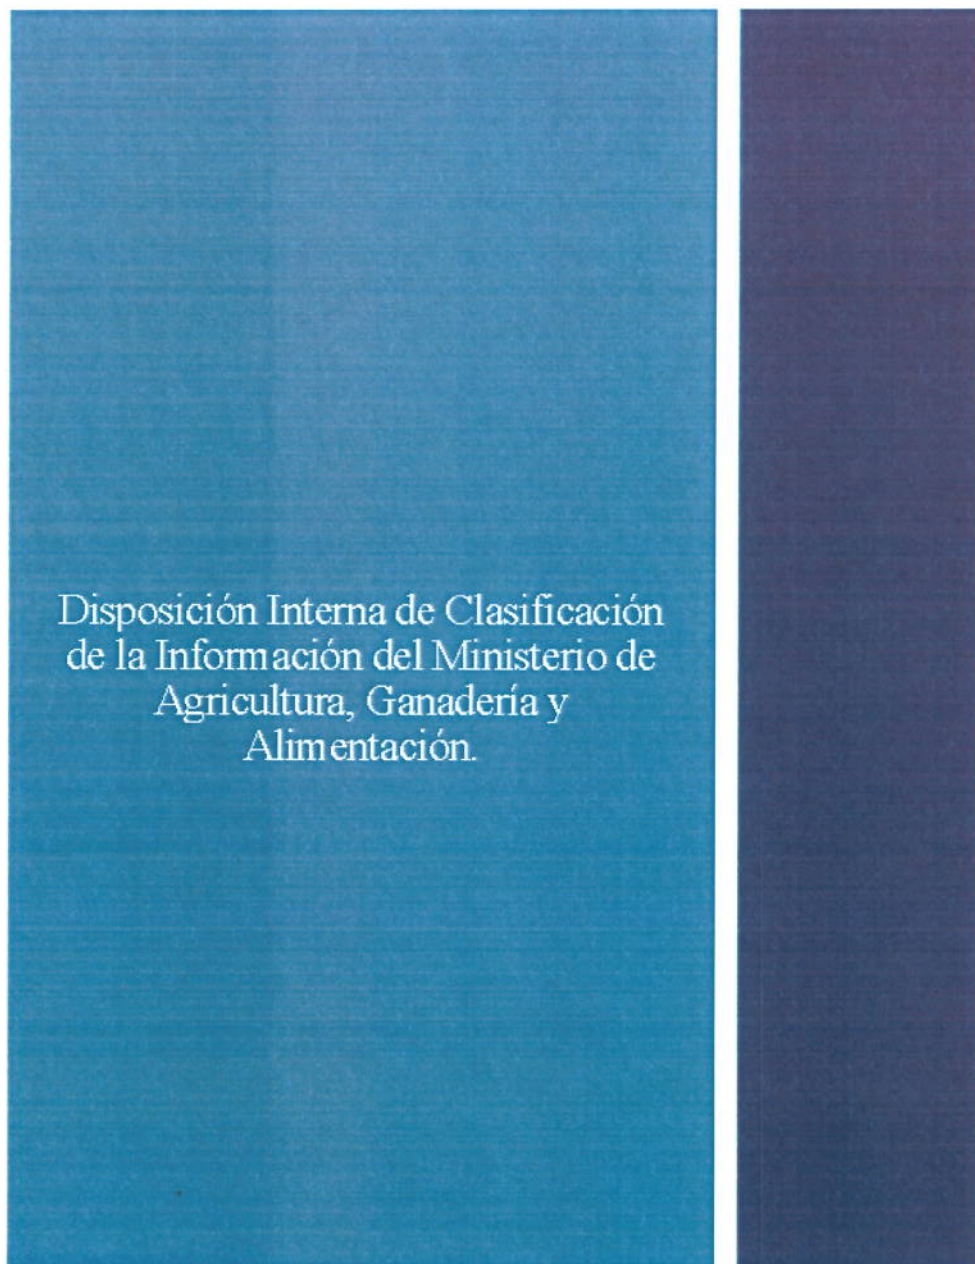 Disposición Interna de Clasificación
de la Información del Ministerio de
Agricultura, Ganadería y
Alimentación.